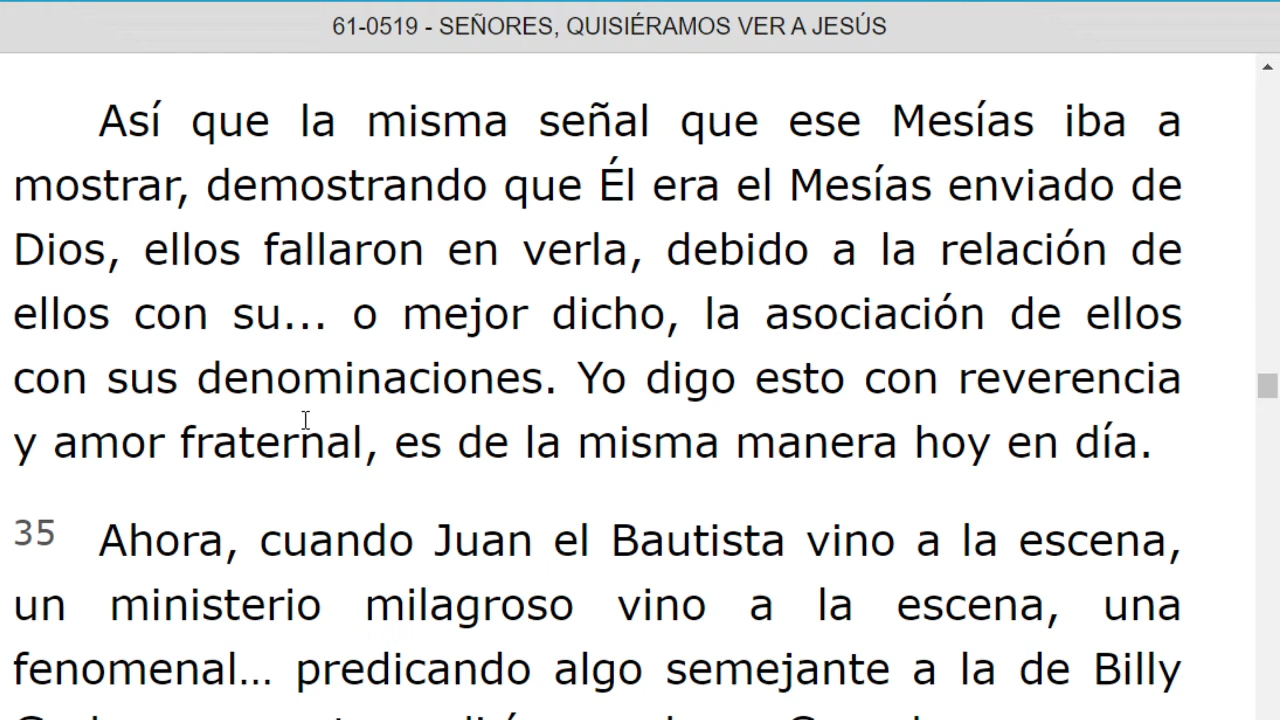 61-0519 - SEÑORES, QUISIÉRAMOS VER A JESÚS
Así que la misma señal que ese Mesías iba a
mostrar, demostrando que Él era el Mesías enviado de
Dios, ellos fallaron en verla, debido a la relación de
ellos con su... o mejor dicho, la asociación de ellos
con sus denominaciones. Yo digo esto con reverencia
y amor fraternal, es de la misma manera hoy en día.
35 Ahora, cuando Juan el Bautista vino a la escena,
un ministerio milagroso vino a la escena, una
fenomenal... predicando algo semejante a la de Billy